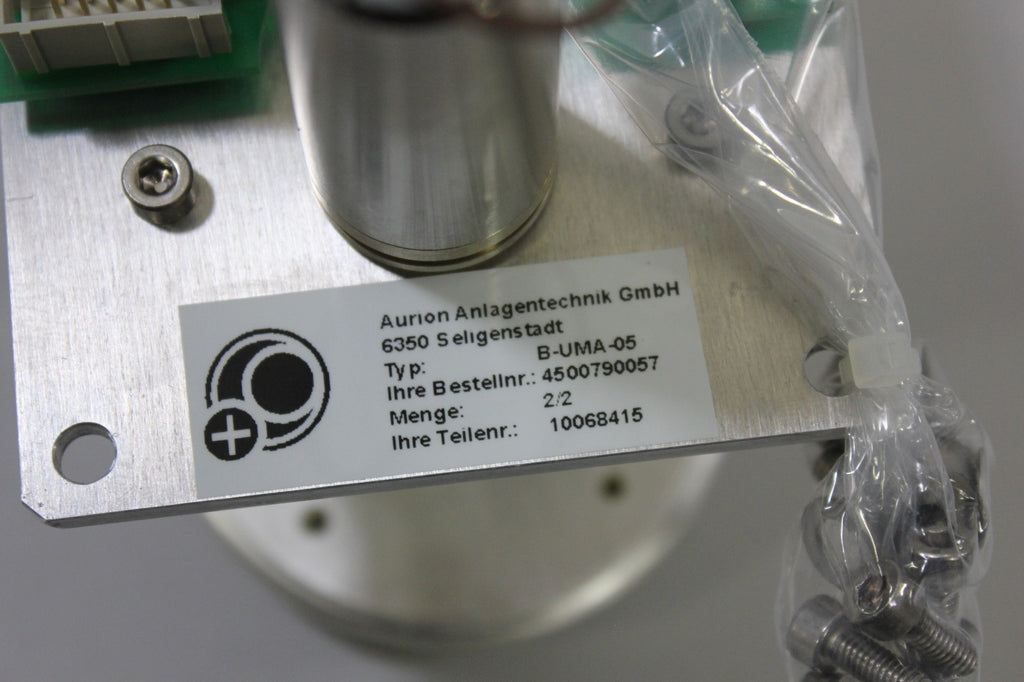 Aurion Anlagentechnik GmbH
6350 Seligenstadt
Typ: B-UMA-05
Ihre Bestellnr.: 4500790057
Menge: 2/2
Ihre Teilenr.: 10068415